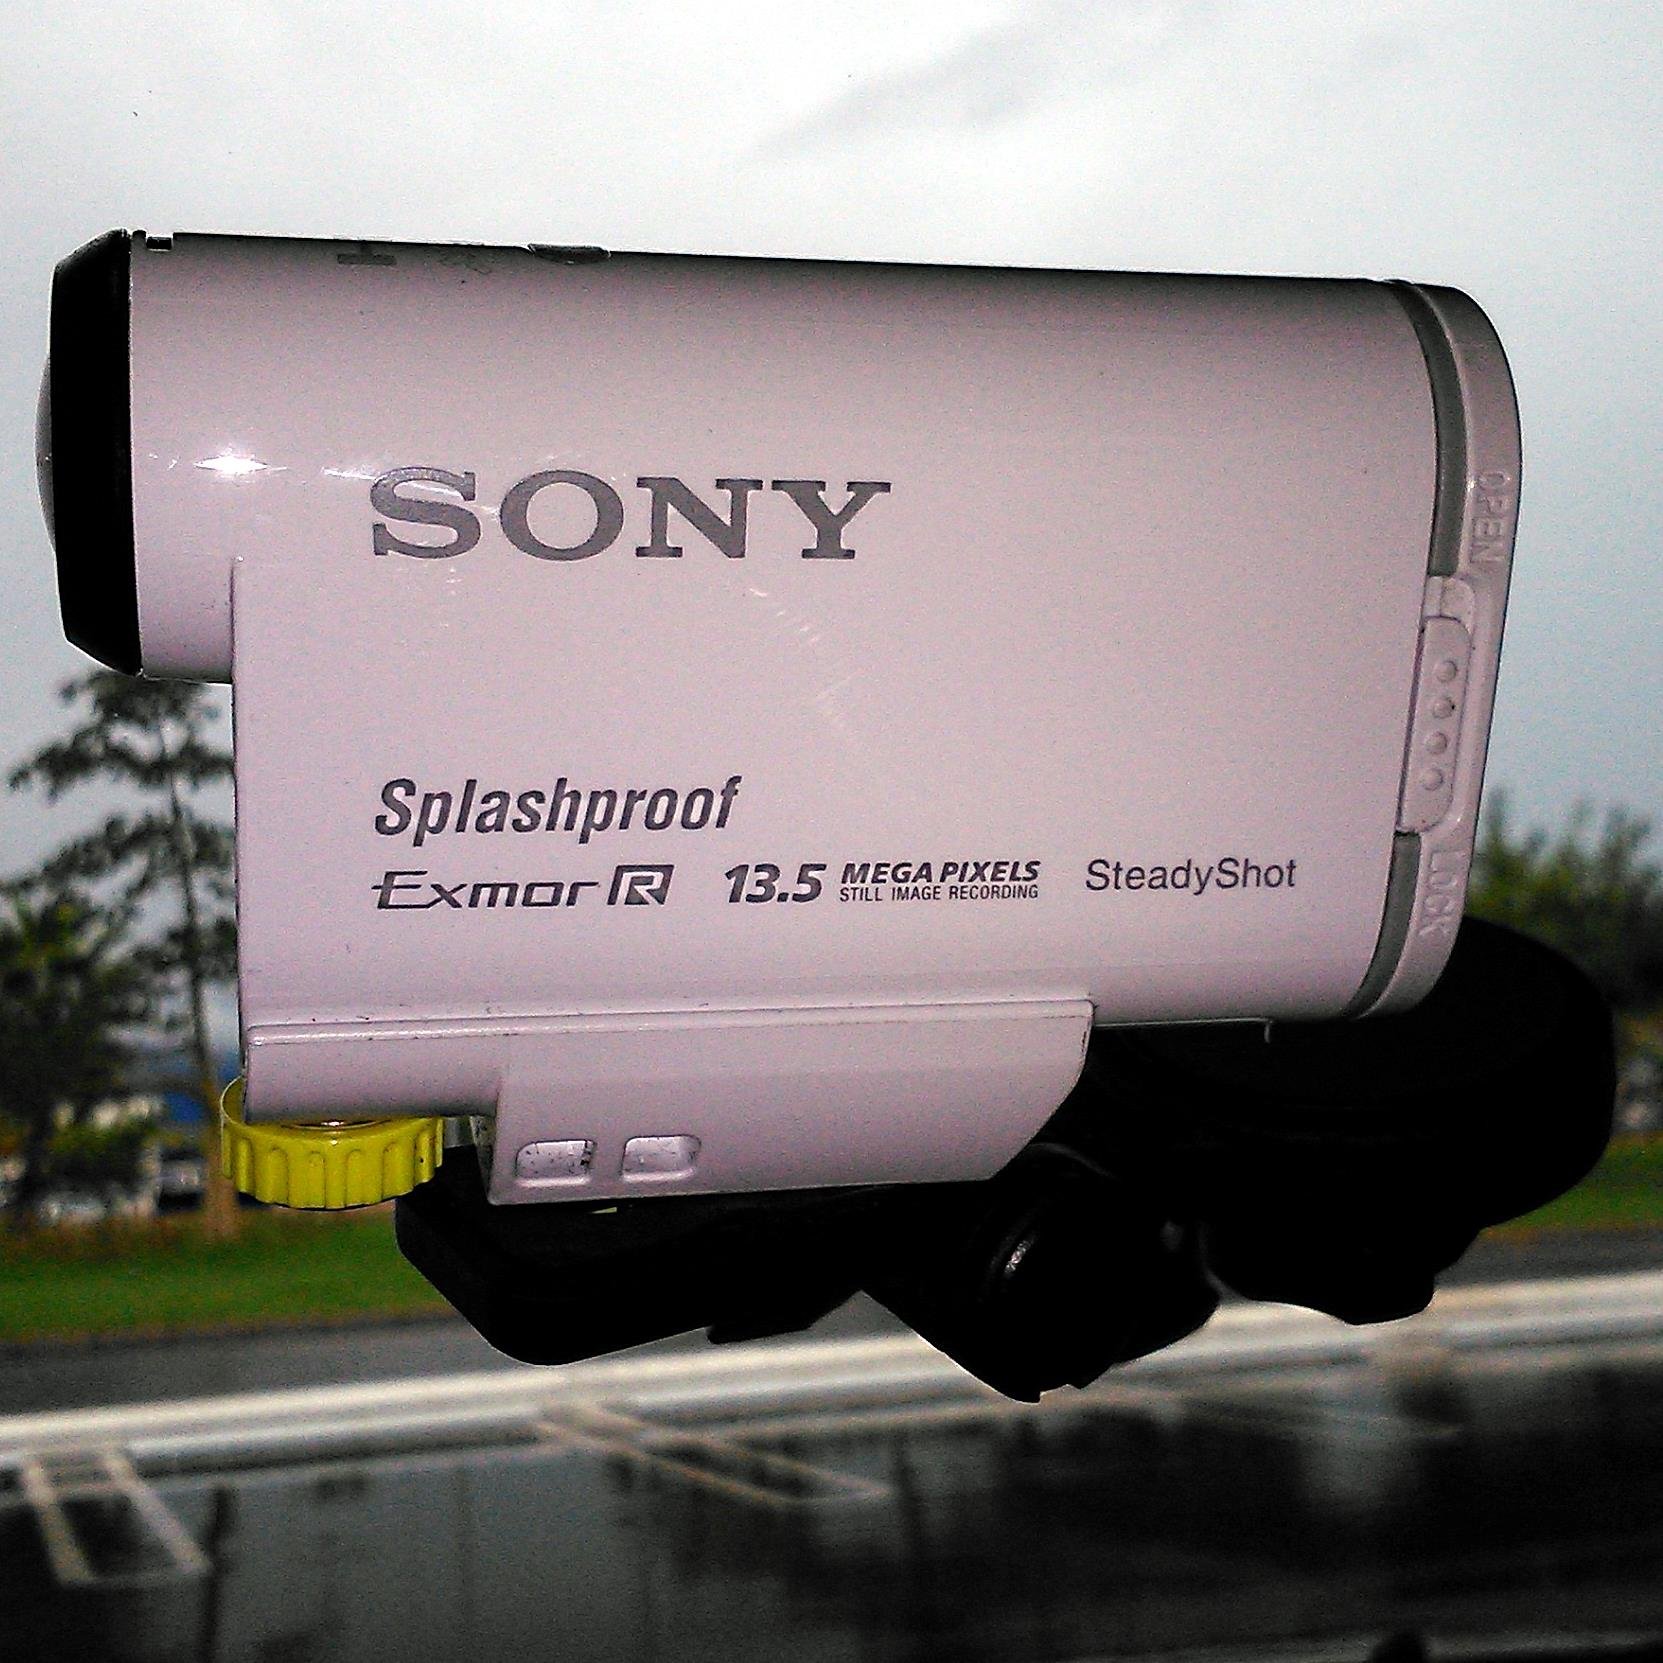 SONY
Splashproof
Exmor R 13.5 MEGA PIXELS SteadyShot
STILL IMAGE RECORDING
OPEN
LOCK